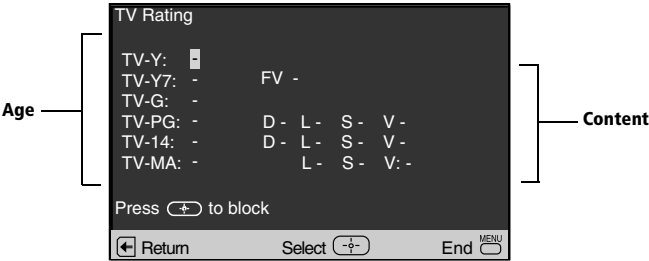 TV Rating
TV-Y: -
TV-Y7: - FV -
TV-G: -
TV-PG: - D - L - S - V -
TV-14: - D - L - S - V -
TV-MA: - L - S - V: -
Age
Content
Press to block
Return Select End MENU